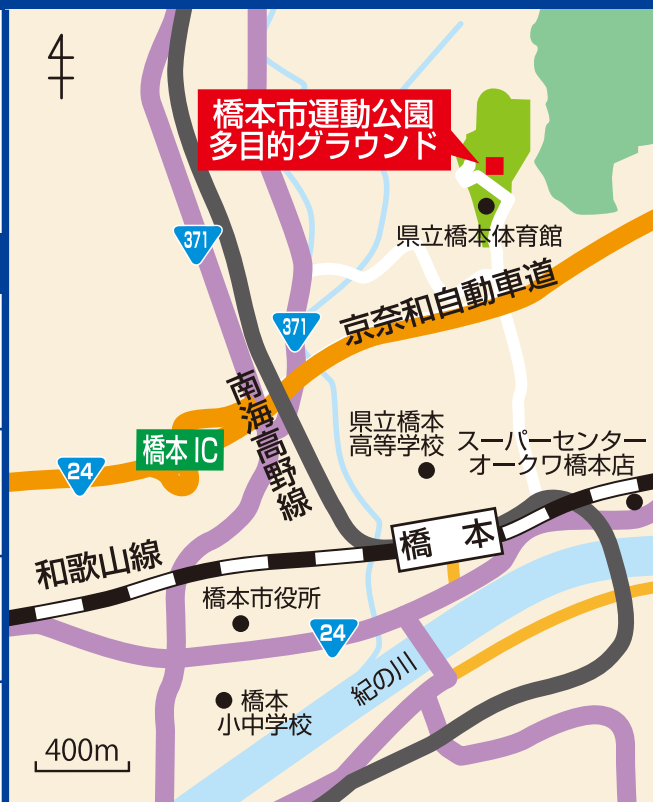 橋本市運動公園
多目的グラウンド
371
県立橋本体育館
371
京奈和自動車道
南海高野線
橋本IC
24
県立橋本
高等学校
スーパーセンター
オークワ橋本店
橋 本
和歌山線
橋本市役所
24
紀の川
橋本
小中学校
400m